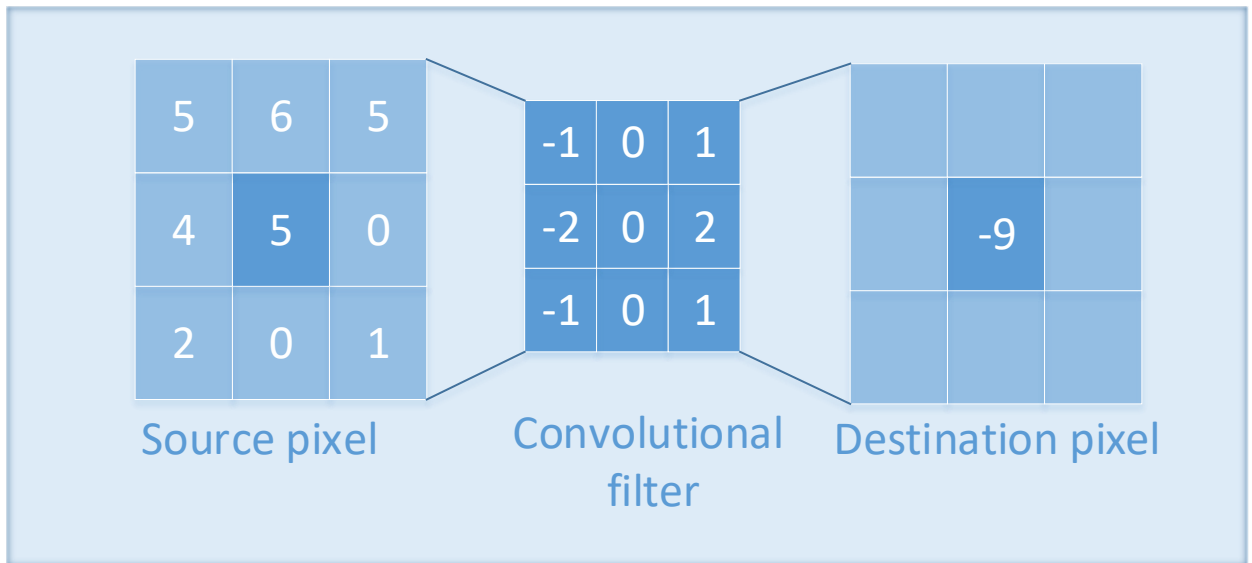 5 6 5
4 5 0
2 0 1
Source pixel
-1 0 1
-2 0 2
-1 0 1
Convolutional
filter
-9
Destination pixel